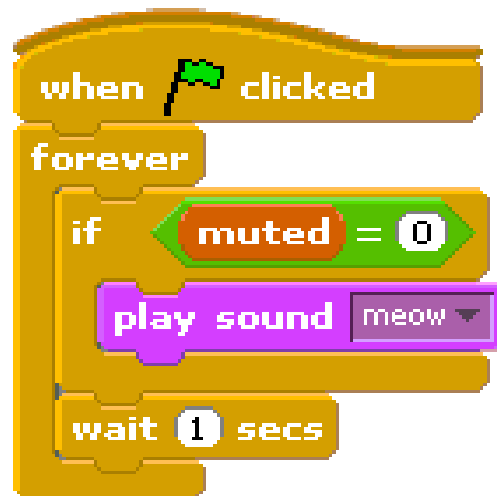 when clicked
forever
if muted = 0
play sound meow
wait 1 secs